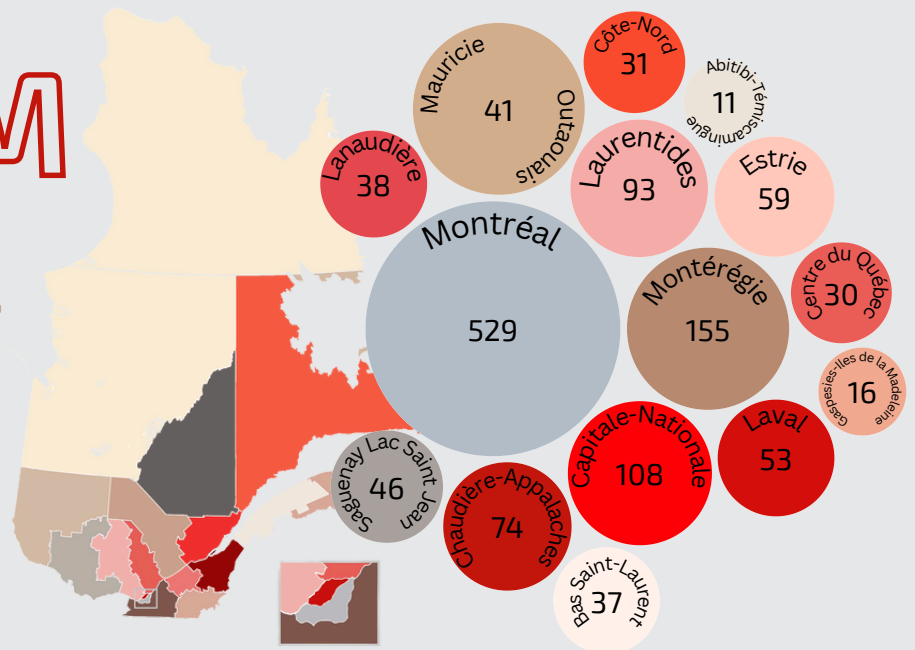 M
Mauricie
41
Outaouais
Côte-Nord
31
Abitibi-Témiscamingue
11
Lanaudière
38
Laurentides
93
Estrie
59
Montréal
529
Montérégie
155
Centre du Québec
30
Gaspesies-Iles de la Madeleine
16
Saguenay Lac Saint Jean
46
Chaudière-Appalaches
74
Capitale-Nationale
108
Laval
53
Bas Saint-Laurent
37